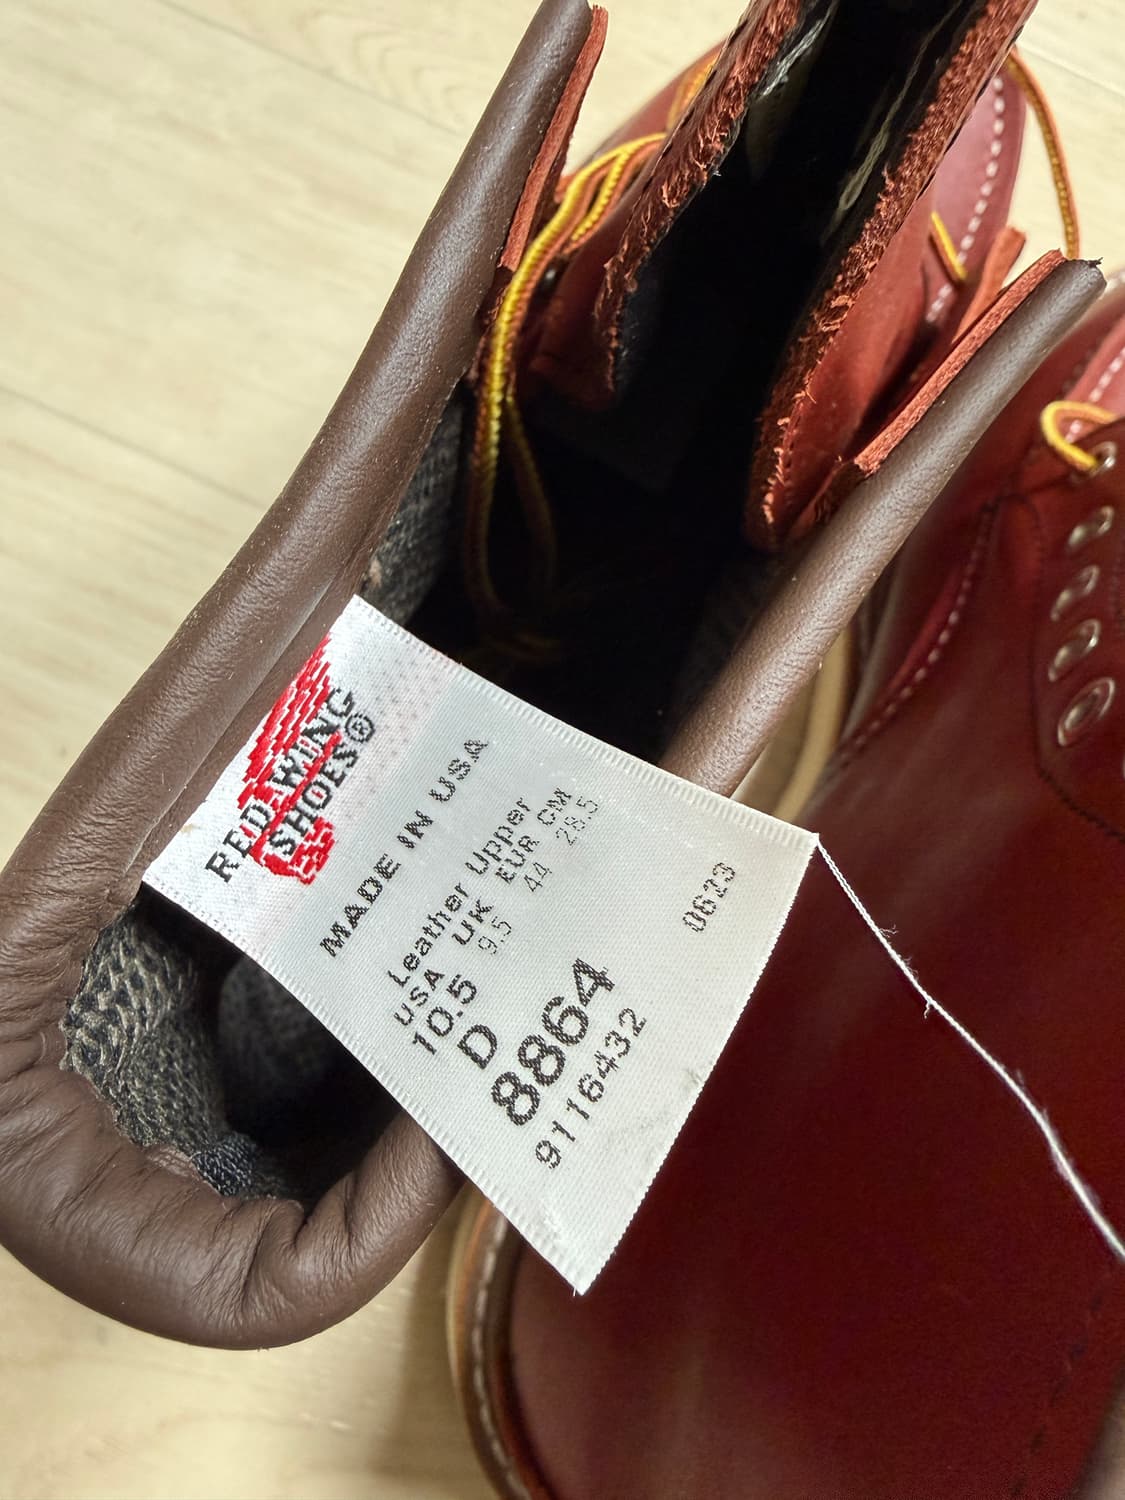 RED WING
SHOES®
MADE IN USA
Leather Upper
USA UK EUR CM
10.5 9.5 44 28.5
D
8864
9116432
0623